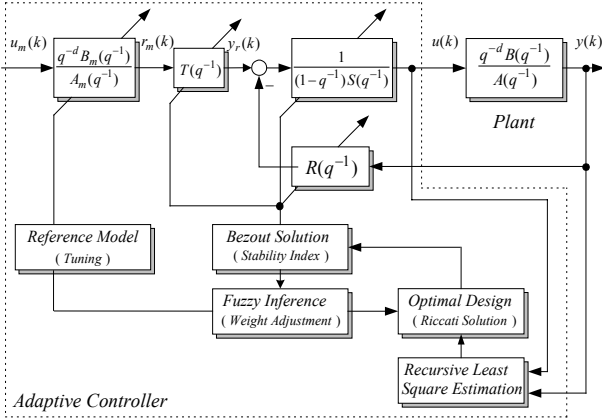 u_m(k)
q^{-d} B_m(q^{-1})
A_m(q^{-1})
r_m(k)
T(q^{-1})
y_r(k)
−
1
(1−q^{-1})S(q^{-1})
u(k)
q^{-d} B(q^{-1})
A(q^{-1})
y(k)
Plant
R(q^{-1})
Reference Model
( Tuning )
Bezout Solution
( Stability Index )
Fuzzy Inference
( Weight Adjustment )
Optimal Design
( Riccati Solution )
Recursive Least
Square Estimation
Adaptive Controller